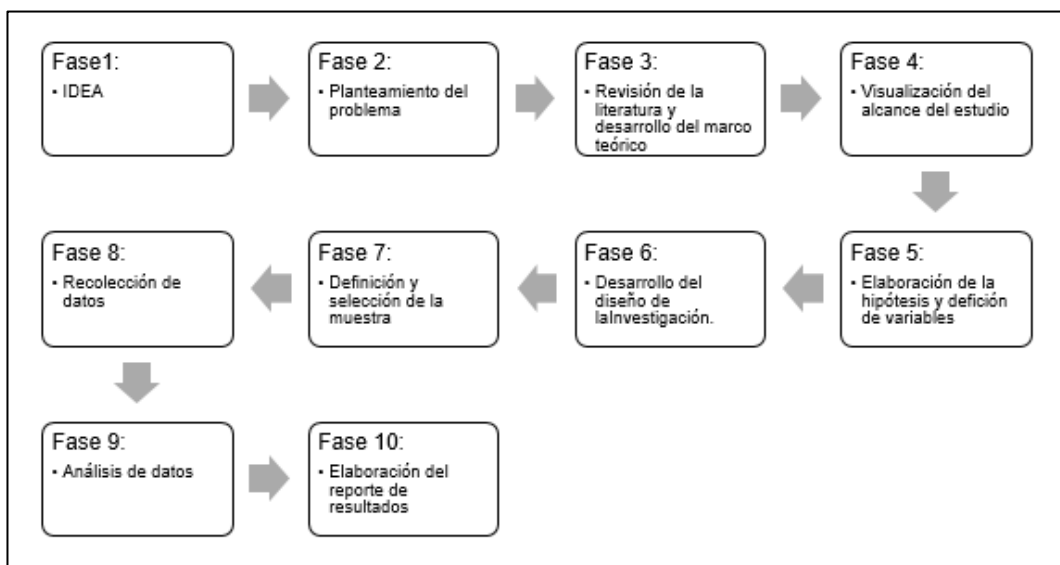 Fase1:
▪ IDEA
Fase 2:
▪ Planteamiento del
problema
Fase 3:
▪ Revisión de la
literatura y
desarrollo del marco
teórico
Fase 4:
▪ Visualización del
alcance del estudio
Fase 5:
▪ Elaboración de la
hipótesis y defición
de variables
Fase 6:
▪ Desarrollo del
diseño de
laInvestigación.
Fase 7:
▪ Definición y
selección de la
muestra
Fase 8:
▪ Recolección de
datos
Fase 9:
▪ Análisis de datos
Fase 10:
▪ Elaboración del
reporte de
resultados